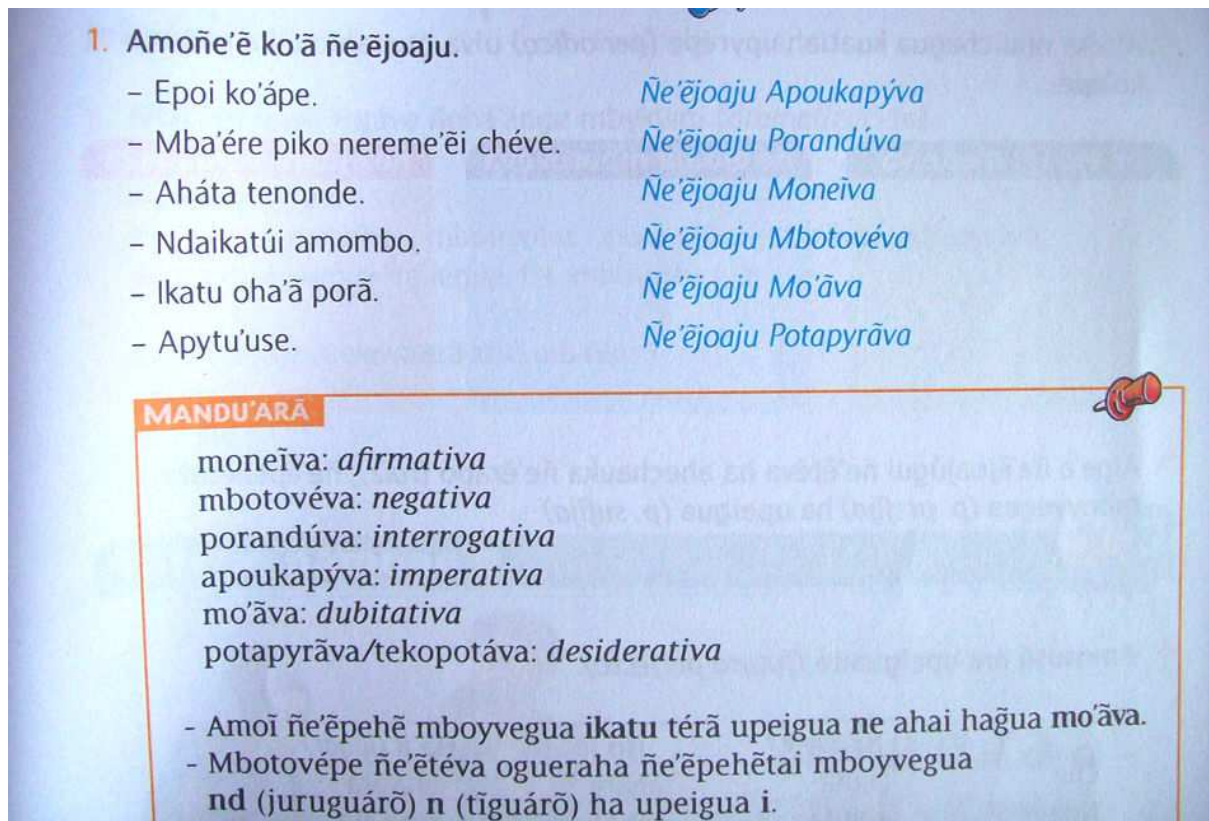 1. Amoñe'ẽ ko'ã ñe'ẽjoaju.
– Epoi ko'ápe. Ñe'ẽjoaju Apoukapýva
– Mba'ére piko nereme'ẽi chéve. Ñe'ẽjoaju Porandúva
– Aháta tenonde. Ñe'ẽjoaju Moneĩva
– Ndaikatúi amombo. Ñe'ẽjoaju Mbotovéva
– Ikatu oha'ã porã. Ñe'ẽjoaju Mo'ãva
– Apytu'use. Ñe'ẽjoaju Potapyrãva
MANDU'ARÃ
moneĩva: afirmativa
mbotovéva: negativa
porandúva: interrogativa
apoukapýva: imperativa
mo'ãva: dubitativa
potapyrãva/tekopotáva: desiderativa
- Amoĩ ñe'ẽpehẽ mboyvegua ikatu térã upeigua ne ahai hag̃ua mo'ãva.
- Mbotovépe ñe'ẽtéva ogueraha ñe'ẽpehẽtai mboyvegua
nd (juruguárõ) n (tĩguárõ) ha upeigua i.